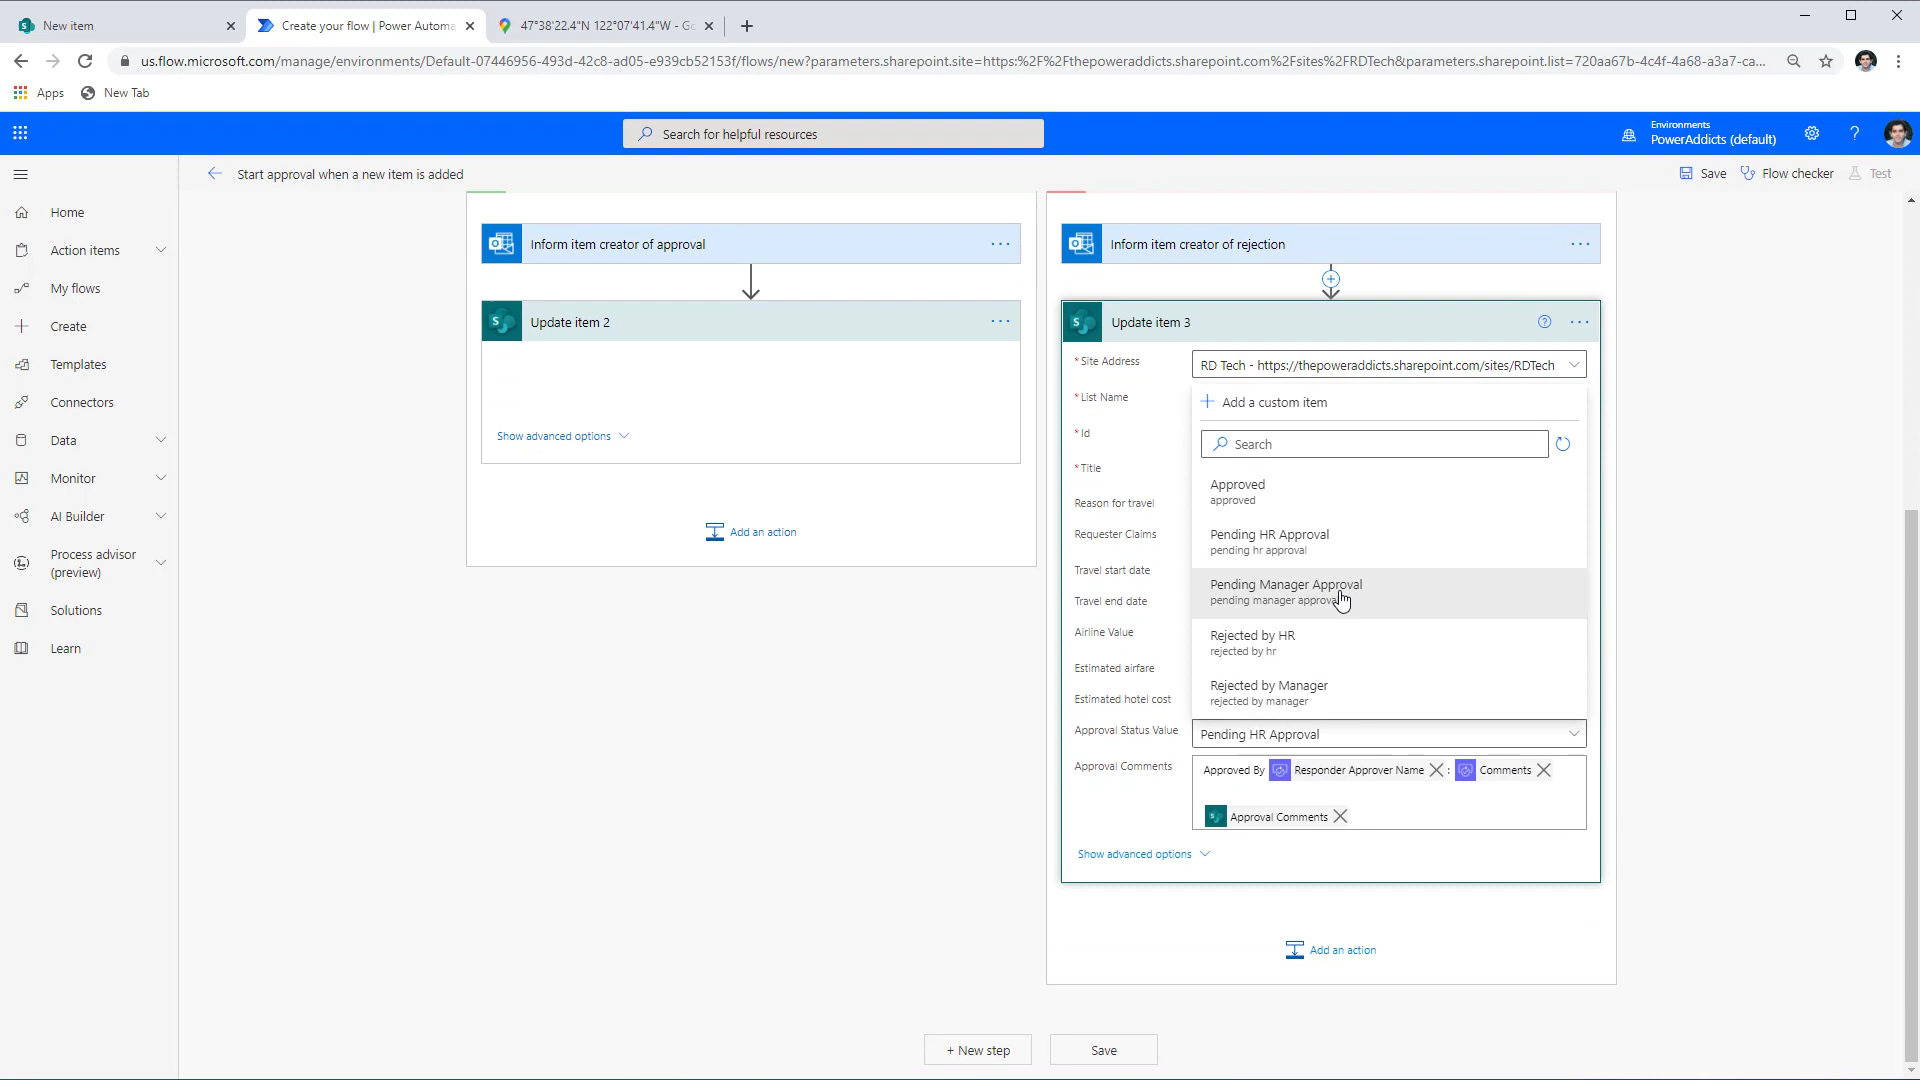 New item
Create your flow | Power Automa
47°38'22.4"N 122°07'41.4"W - Go
us.flow.microsoft.com/manage/environments/Default-07446956-493d-42c8-ad05-e939cb52153f/flows/new?parameters.sharepoint.site=https:%2F%2Fthepoweraddicts.sharepoint.com%2Fsites%2FRDTech&parameters.sharepoint.list=720aa67b-4c4f-4a68-a3a7-ca...
Apps
New Tab
Search for helpful resources
Environments
PowerAddicts (default)
Start approval when a new item is added
Save
Flow checker
Test
Home
Action items
My flows
Create
Templates
Connectors
Data
Monitor
AI Builder
Process advisor
(preview)
Solutions
Learn
Inform item creator of approval
Update item 2
Show advanced options
Add an action
Inform item creator of rejection
Update item 3
* Site Address
RD Tech - https://thepoweraddicts.sharepoint.com/sites/RDTech
* List Name
Add a custom item
* Id
Search
* Title
Approved
approved
Reason for travel
Requester Claims
Pending HR Approval
pending hr approval
Travel start date
Pending Manager Approval
pending manager approval
Travel end date
Airline Value
Rejected by HR
rejected by hr
Estimated airfare
Estimated hotel cost
Rejected by Manager
rejected by manager
Approval Status Value
Pending HR Approval
Approval Comments
Approved By Responder Approver Name : Comments
Approval Comments
Show advanced options
Add an action
+ New step
Save